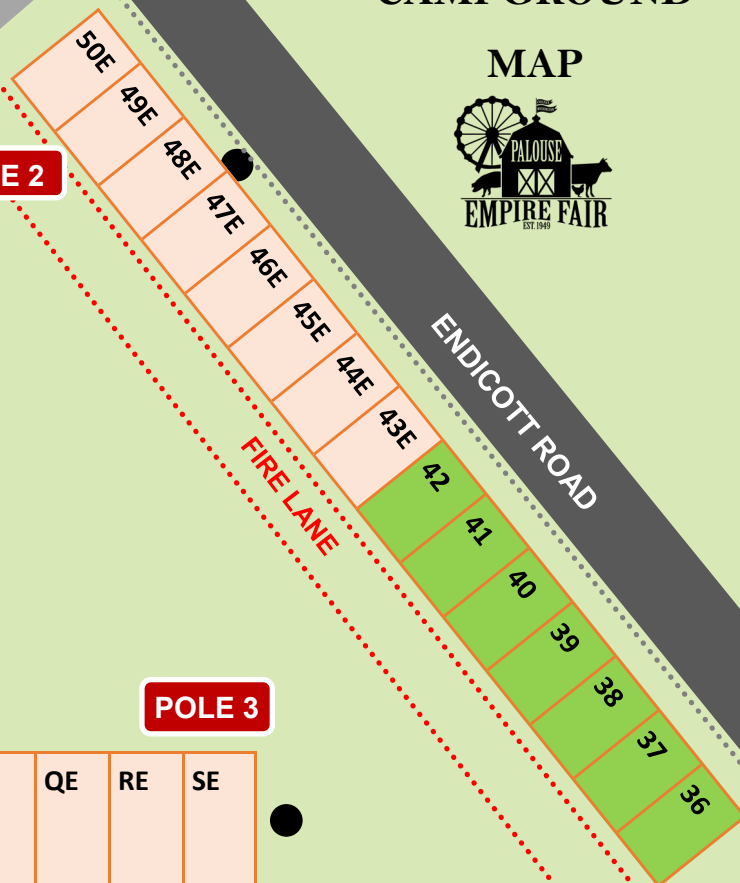 CAMPGROUND
MAP
PALOUSE
EMPIRE FAIR
EST. 1949
50E
49E
48E
47E
46E
45E
44E
43E
42
41
40
39
38
37
36
E 2
ENDICOTT ROAD
FIRE LANE
POLE 3
QE
RE
SE